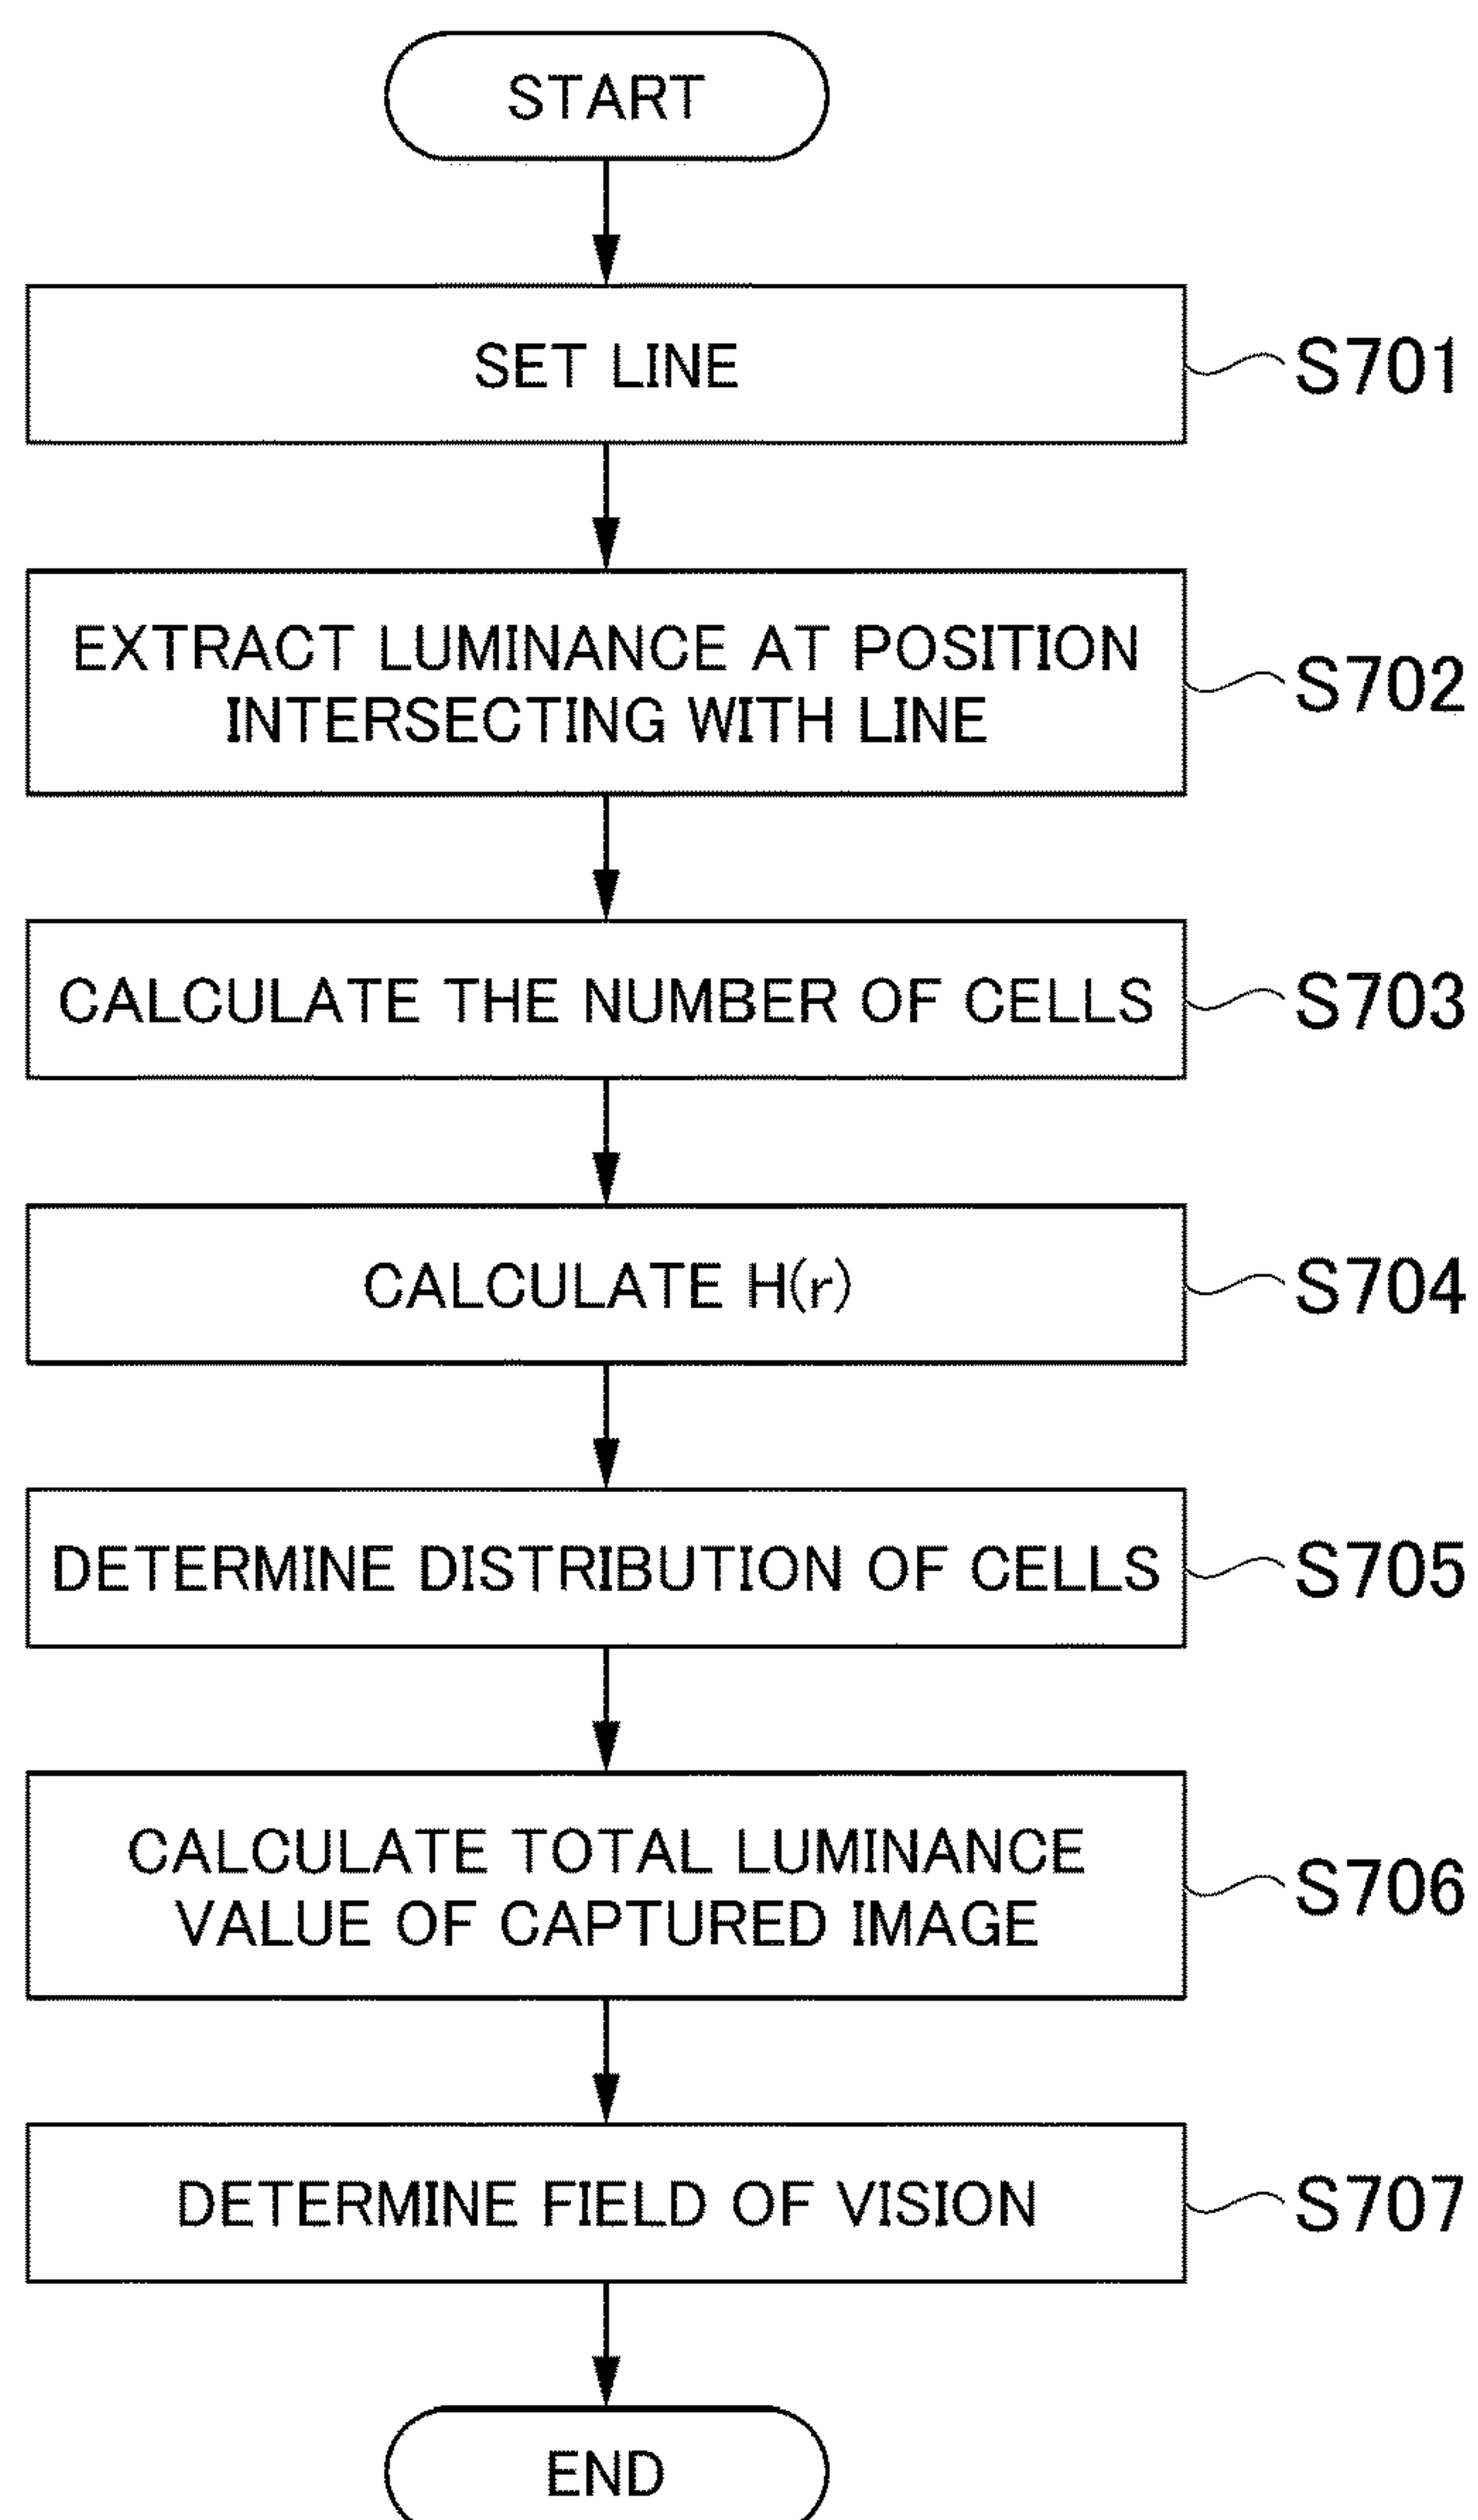 START
SET LINE
S701
EXTRACT LUMINANCE AT POSITION
INTERSECTING WITH LINE
S702
CALCULATE THE NUMBER OF CELLS
S703
CALCULATE H(r)
S704
DETERMINE DISTRIBUTION OF CELLS
S705
CALCULATE TOTAL LUMINANCE
VALUE OF CAPTURED IMAGE
S706
DETERMINE FIELD OF VISION
S707
END